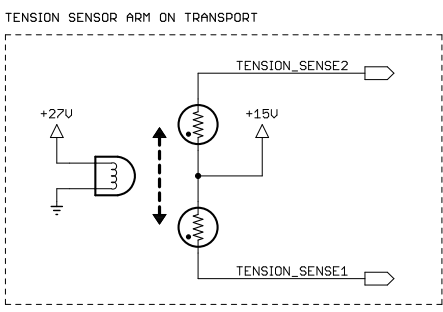 TENSION SENSOR ARM ON TRANSPORT
TENSION_SENSE2
+27V
+15V
TENSION_SENSE1